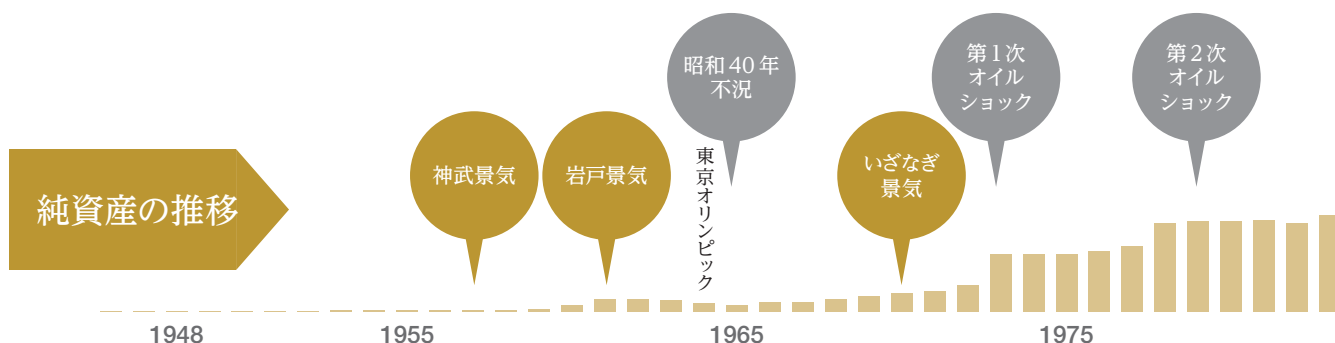 純資産の推移
神武景気
岩戸景気
昭和40年
不況
東京オリンピック
いざなぎ
景気
第1次
オイル
ショック
第2次
オイル
ショック
1948
1955
1965
1975